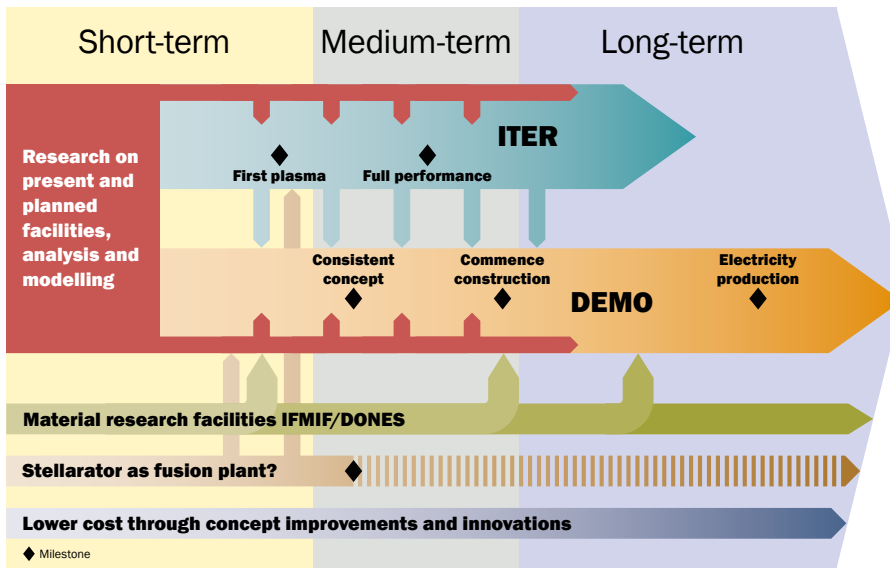 Short-term
Medium-term
Long-term
Research on
present and
planned
facilities,
analysis and
modelling
ITER
First plasma
Full performance
Consistent
concept
Commence
construction
Electricity
production
DEMO
Material research facilities IFMIF/DONES
Stellarator as fusion plant?
Lower cost through concept improvements and innovations
Milestone